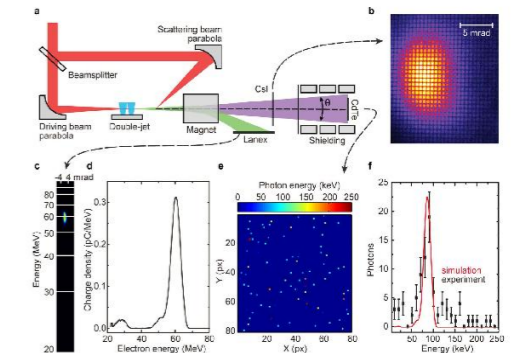 a
Scattering beam
parabola
Beamsplitter
CsI
θ
CdTe
Driving beam
parabola
Double-jet
Magnet
Lanex
Shielding
b
5 mrad
c
-4 4 mrad
Energy (MeV)
80
70
60
50
40
30
20
d
Charge density (pC/MeV)
0.3
0.2
0.1
0.0
20 40 60 80
Electron energy (MeV)
e
Photon energy (keV)
0 50 100 150 200 250
Y (px)
20
40
60
80
0 20 40 60 80
X (px)
f
Photons
25
20
15
10
5
0
simulation
experiment
50 100 150 200 250
Energy (keV)